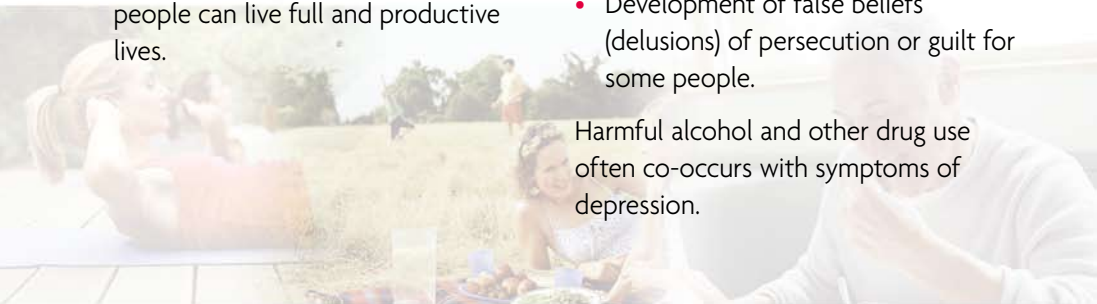 people can live full and productive
lives.
• Development of false beliefs
(delusions) of persecution or guilt for
some people.
Harmful alcohol and other drug use
often co-occurs with symptoms of
depression.